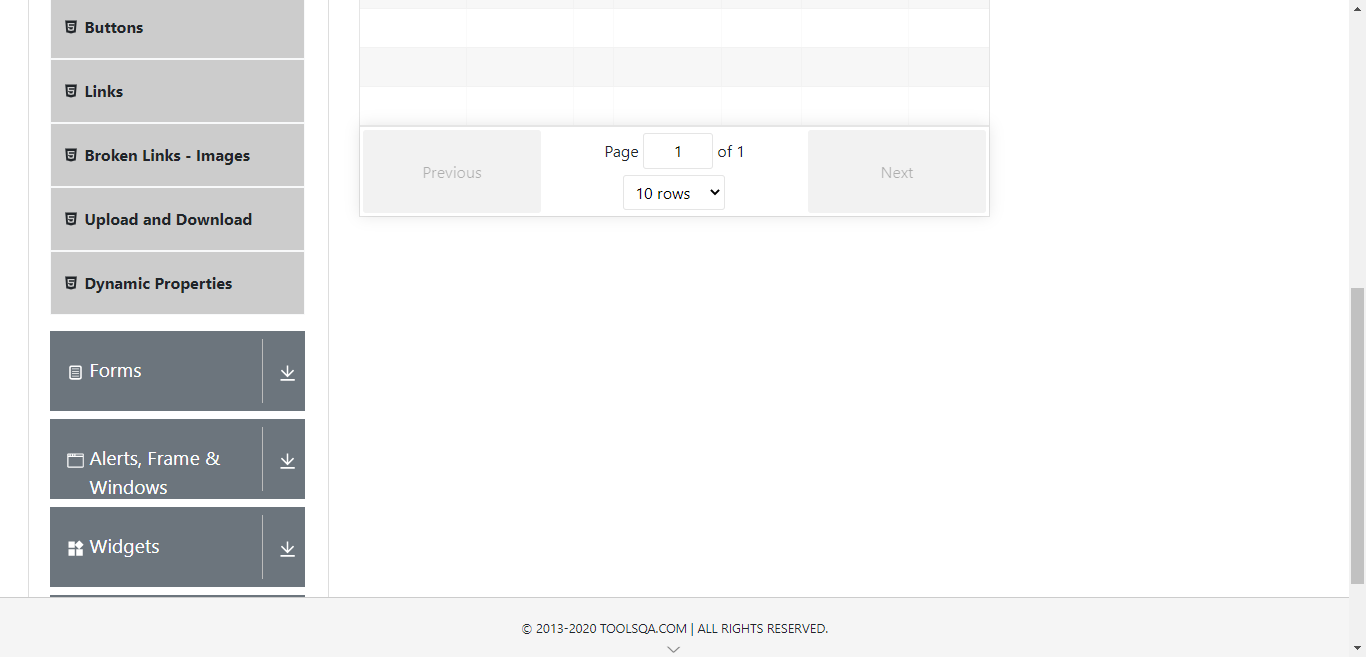 Buttons
Links
Broken Links - Images
Upload and Download
Dynamic Properties
Forms
Alerts, Frame &
Windows
Widgets
Previous
Page 1 of 1
10 rows
Next
© 2013-2020 TOOLSQA.COM | ALL RIGHTS RESERVED.